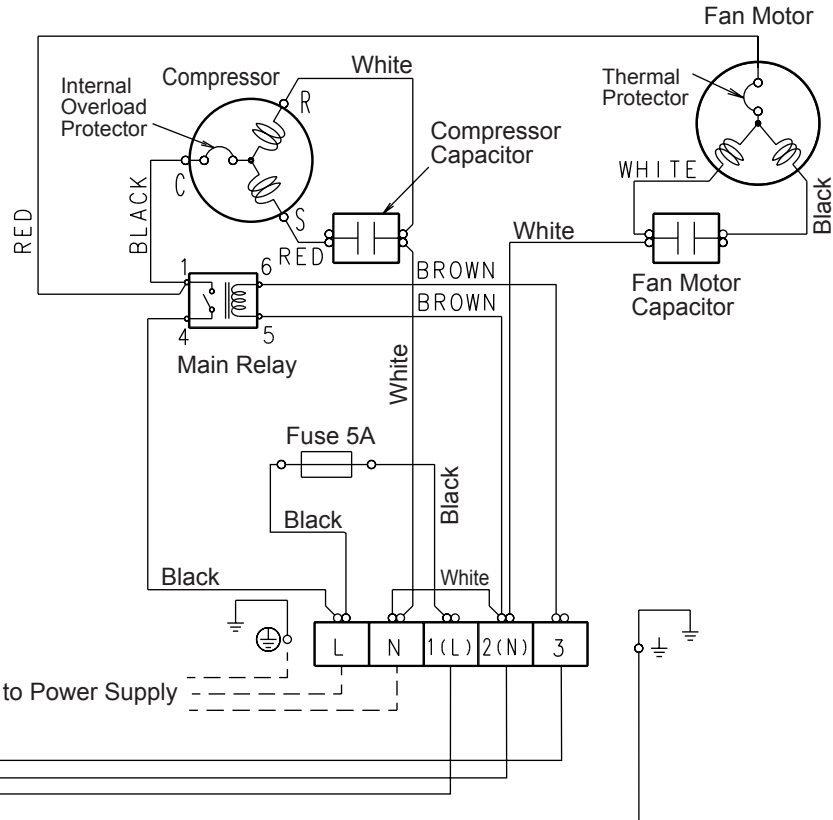 Fan Motor
White
Compressor
Internal
Overload
Protector
Thermal
Protector
R
Compressor
Capacitor
WHITE
C
BLACK
RED
S
RED
White
Black
1
6
BROWN
Fan Motor
Capacitor
BROWN
4
5
Main Relay
White
Fuse 5A
Black
Black
Black
White
L
N
1(L)
2(N)
3
to Power Supply